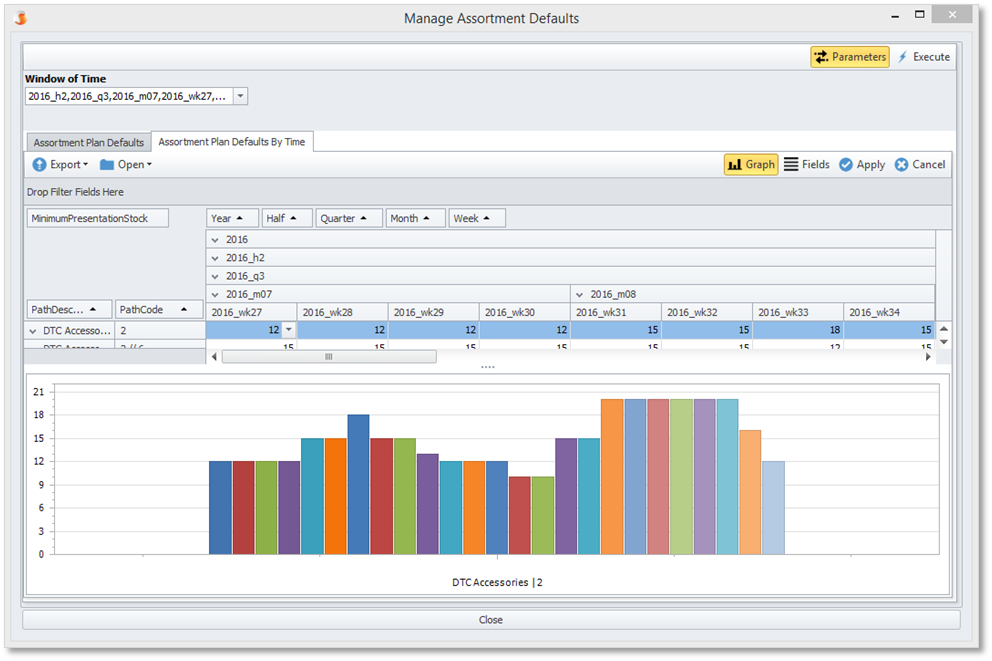 Manage Assortment Defaults
Parameters Execute
Window of Time
2016_h2,2016_q3,2016_m07,2016_wk27,...
Assortment Plan Defaults Assortment Plan Defaults By Time
Export Open Graph Fields Apply Cancel
Drop Filter Fields Here
MinimumPresentationStock Year Half Quarter Month Week
2016
2016_h2
2016_q3
2016_m07 2016_m08
PathDesc... PathCode 2016_wk27 2016_wk28 2016_wk29 2016_wk30 2016_wk31 2016_wk32 2016_wk33 2016_wk34
DTC Accesso... 2 12 12 12 12 15 15 18 15
15 15 15 15 15 15 12 15
21
18
15
12
9
6
3
0
DTC Accessories | 2
Close